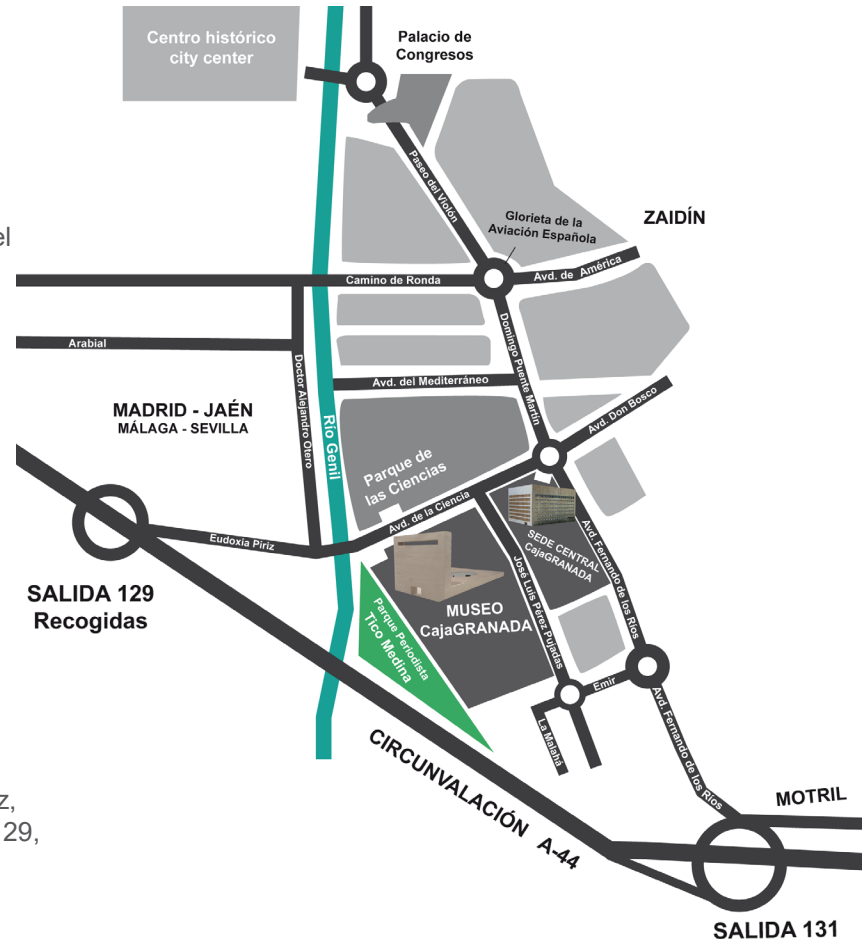 Centro histórico
city center
Palacio de
Congresos
Paseo del Violón
ZAIDÍN
Glorieta de la
Aviación Española
el
Camino de Ronda
Avd. de América
Arabial
Doctor Alejandro Otero
Domingo Puente Martín
Avd. del Mediterráneo
MADRID - JAÉN
MÁLAGA - SEVILLA
Río Genil
Avd. Don Bosco
Parque de
las Ciencias
Avd. de la Ciencia
Eudoxia Piriz
SEDE CENTRAL
CajaGRANADA
Avd. Fernando de los Ríos
José Luis Pérez Pujadas
SALIDA 129
Recogidas
MUSEO
CajaGRANADA
Parque Periodista
Tico Medina
Emir
La Malahá
Avd. Fernando de los Ríos
CIRCUNVALACIÓN A-44
z,
29,
MOTRIL
SALIDA 131